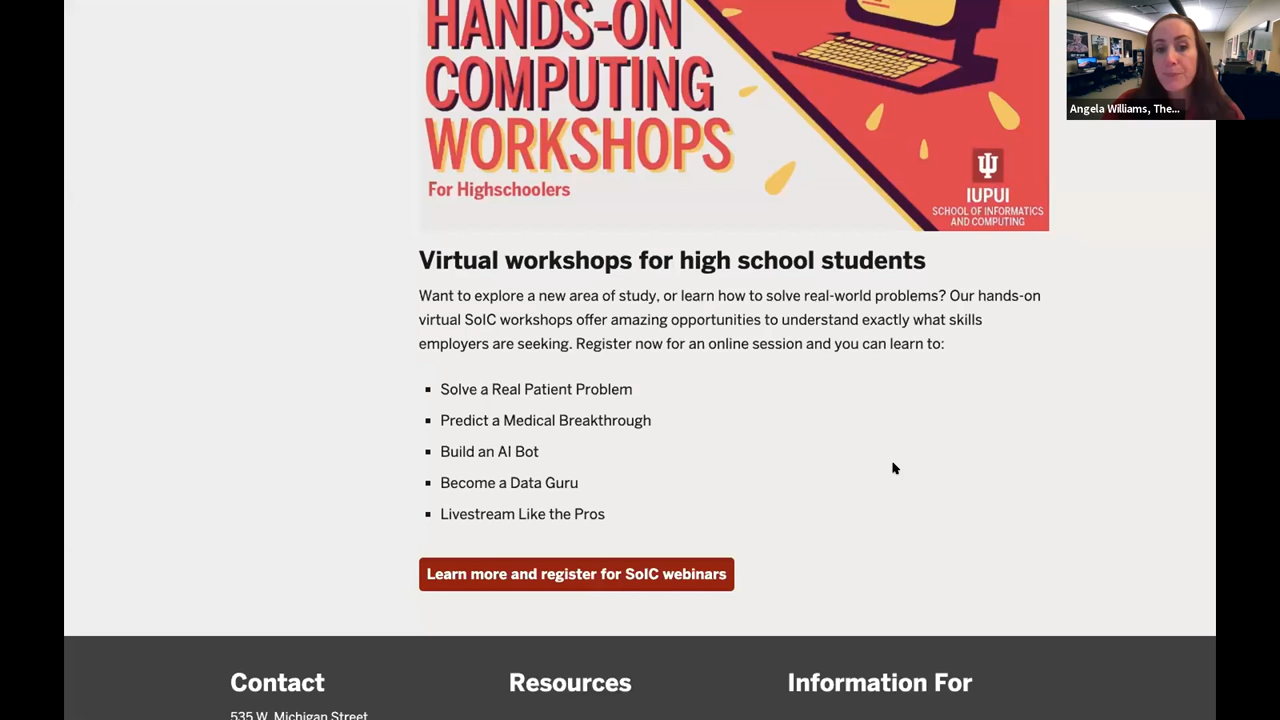 HANDS-ON
COMPUTING
WORKSHOPS
For Highschoolers
IUPUI
SCHOOL OF INFORMATICS
AND COMPUTING
Angela Williams, The...
Virtual workshops for high school students
Want to explore a new area of study, or learn how to solve real-world problems? Our hands-on
virtual SoIC workshops offer amazing opportunities to understand exactly what skills
employers are seeking. Register now for an online session and you can learn to:
Solve a Real Patient Problem
Predict a Medical Breakthrough
Build an AI Bot
Become a Data Guru
Livestream Like the Pros
Learn more and register for SoIC webinars
Contact
Resources
Information For
535 W. Michigan Street